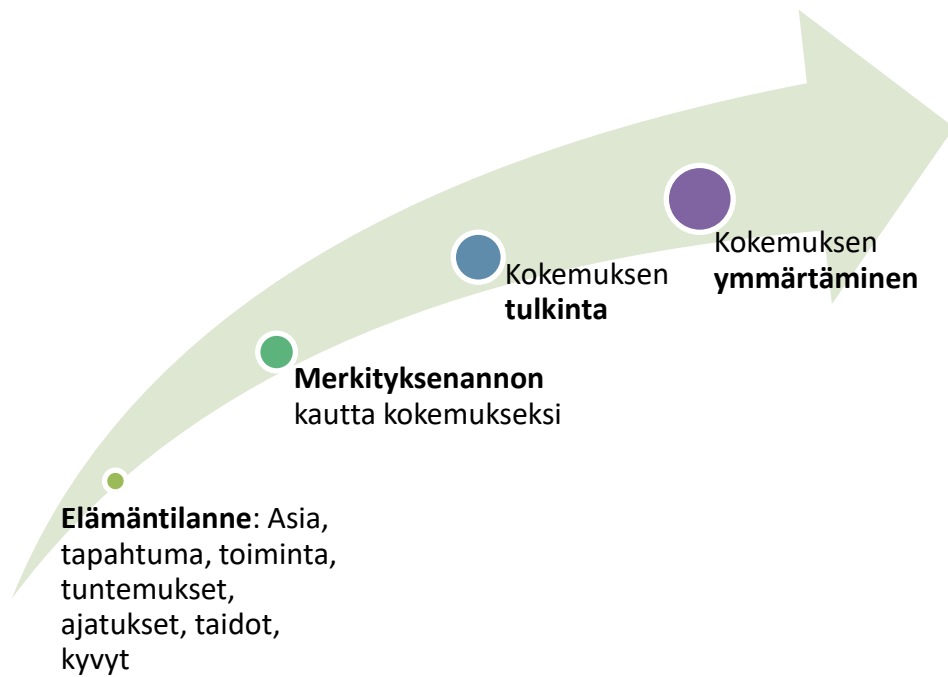 Elämäntilanne: Asia,
tapahtuma, toiminta,
tuntemukset,
ajatukset, taidot,
kyvyt
Merkityksenannon
kautta kokemukseksi
Kokemuksen
tulkinta
Kokemuksen
ymmärtäminen